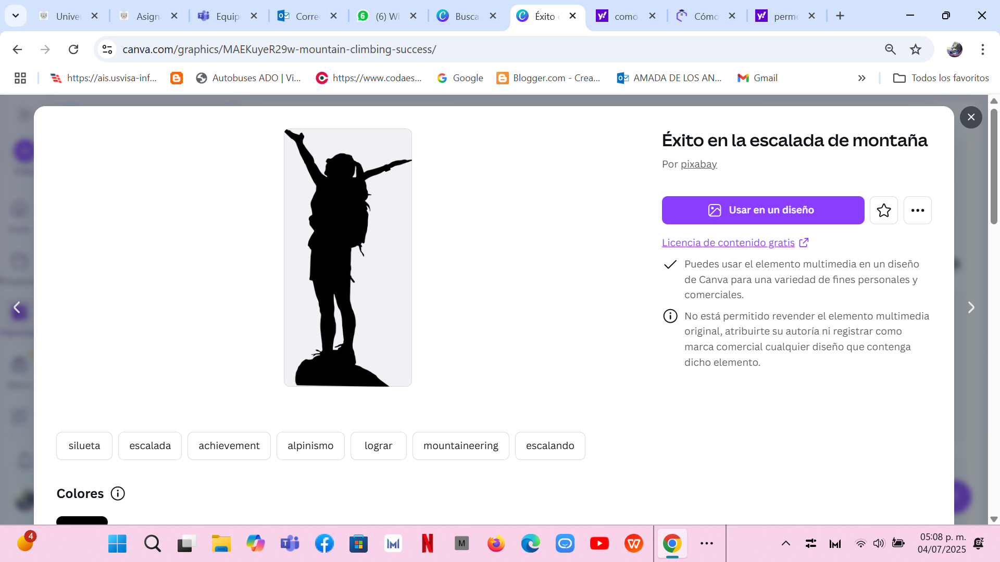 Univer
Asigna
Equip
Corre
(6) Wh
Busca
Éxito e
como
Cómo
perme
canva.com/graphics/MAEKuyeR29w-mountain-climbing-success/
https://ais.usvisa-inf...
Autobuses ADO | Vi...
https://www.codaes...
Google
Blogger.com - Crea...
AMADA DE LOS AN...
Gmail
Todos los favoritos
Éxito en la escalada de montaña
Por pixabay
Usar en un diseño
Licencia de contenido gratis
Puedes usar el elemento multimedia en un diseño
de Canva para una variedad de fines personales y
comerciales.
No está permitido revender el elemento multimedia
original, atribuirte su autoría ni registrar como
marca comercial cualquier diseño que contenga
dicho elemento.
silueta
escalada
achievement
alpinismo
lograr
mountaineering
escalando
Colores
4
05:08 p. m.
04/07/2025